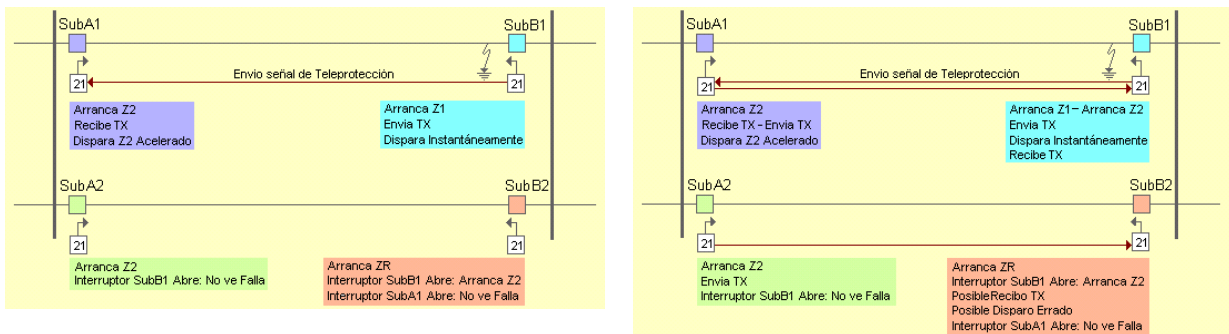 SubA1
SubB1
Envio señal de Teleprotección
21
21
Arranca Z2
Recibe TX
Dispara Z2 Acelerado
Arranca Z1
Envia TX
Dispara Instantáneamente
SubA2
SubB2
21
21
Arranca Z2
Interruptor SubB1 Abre: No ve Falla
Arranca ZR
Interruptor SubB1 Abre: Arranca Z2
Interruptor SubA1 Abre: No ve Falla
SubA1
SubB1
Envio señal de Teleprotección
21
21
Arranca Z2
Recibe TX - Envia TX
Dispara Z2 Acelerado
Arranca Z1 - Arranca Z2
Envia TX
Dispara Instantáneamente
Recibe TX
SubA2
SubB2
21
21
Arranca Z2
Envia TX
Interruptor SubB1 Abre: No ve Falla
Arranca ZR
Interruptor SubB1 Abre: Arranca Z2
Posible Recibo TX
Posible Disparo Errado
Interruptor SubA1 Abre: No ve Falla